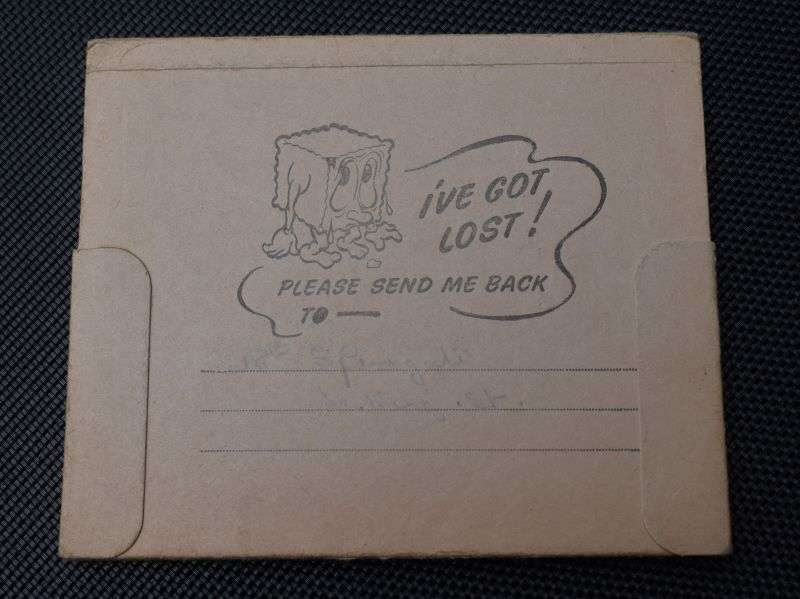 I'VE GOT
LOST!
PLEASE SEND ME BACK
TO —